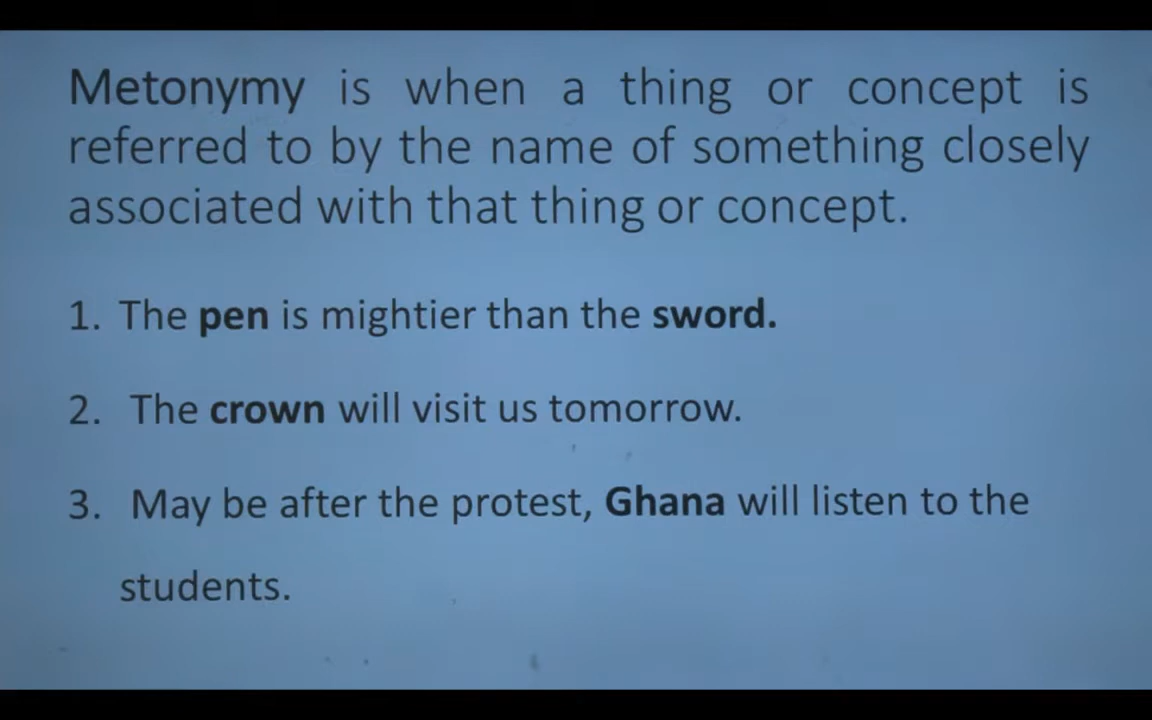 Metonymy is when a thing or concept is
referred to by the name of something closely
associated with that thing or concept.
1. The pen is mightier than the sword.
2. The crown will visit us tomorrow.
3. May be after the protest, Ghana will listen to the
students.